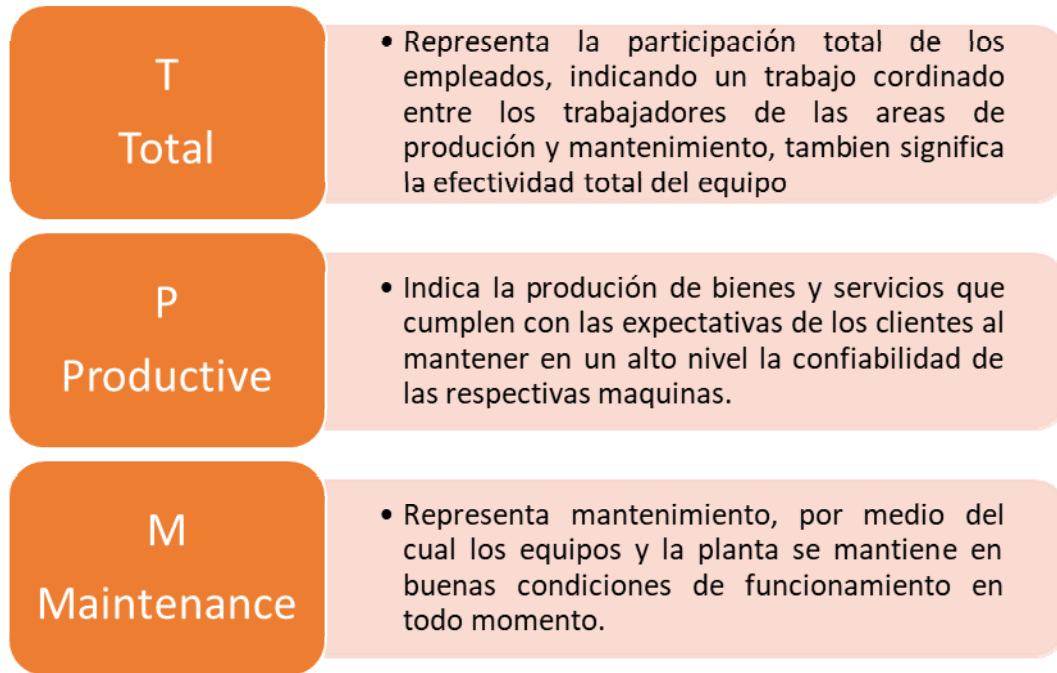 T
Total
• Representa la participación total de los
empleados, indicando un trabajo cordinado
entre los trabajadores de las areas de
produción y mantenimiento, tambien significa
la efectividad total del equipo
P
Productive
• Indica la produción de bienes y servicios que
cumplen con las expectativas de los clientes al
mantener en un alto nivel la confiabilidad de
las respectivas maquinas.
M
Maintenance
• Representa mantenimiento, por medio del
cual los equipos y la planta se mantiene en
buenas condiciones de funcionamiento en
todo momento.